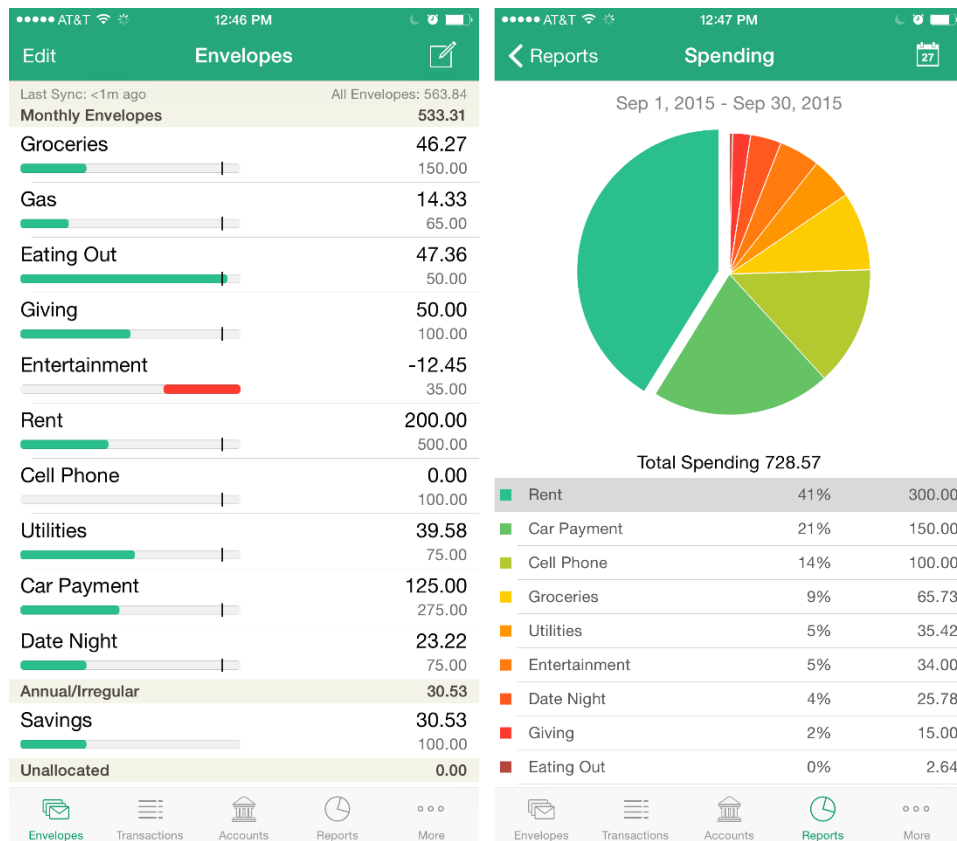 AT&T 12:46 PM
Edit Envelopes
Last Sync: <1m ago All Envelopes: 563.84
Monthly Envelopes 533.31
Groceries 46.27
150.00
Gas 14.33
65.00
Eating Out 47.36
50.00
Giving 50.00
100.00
Entertainment -12.45
35.00
Rent 200.00
500.00
Cell Phone 0.00
100.00
Utilities 39.58
75.00
Car Payment 125.00
275.00
Date Night 23.22
75.00
Annual/Irregular 30.53
Savings 30.53
100.00
Unallocated 0.00
Envelopes Transactions Accounts Reports More
AT&T 12:47 PM
Reports Spending 27
Sep 1, 2015 - Sep 30, 2015
Total Spending 728.57
Rent 41% 300.00
Car Payment 21% 150.00
Cell Phone 14% 100.00
Groceries 9% 65.73
Utilities 5% 35.42
Entertainment 5% 34.00
Date Night 4% 25.78
Giving 2% 15.00
Eating Out 0% 2.64
Envelopes Transactions Accounts Reports More